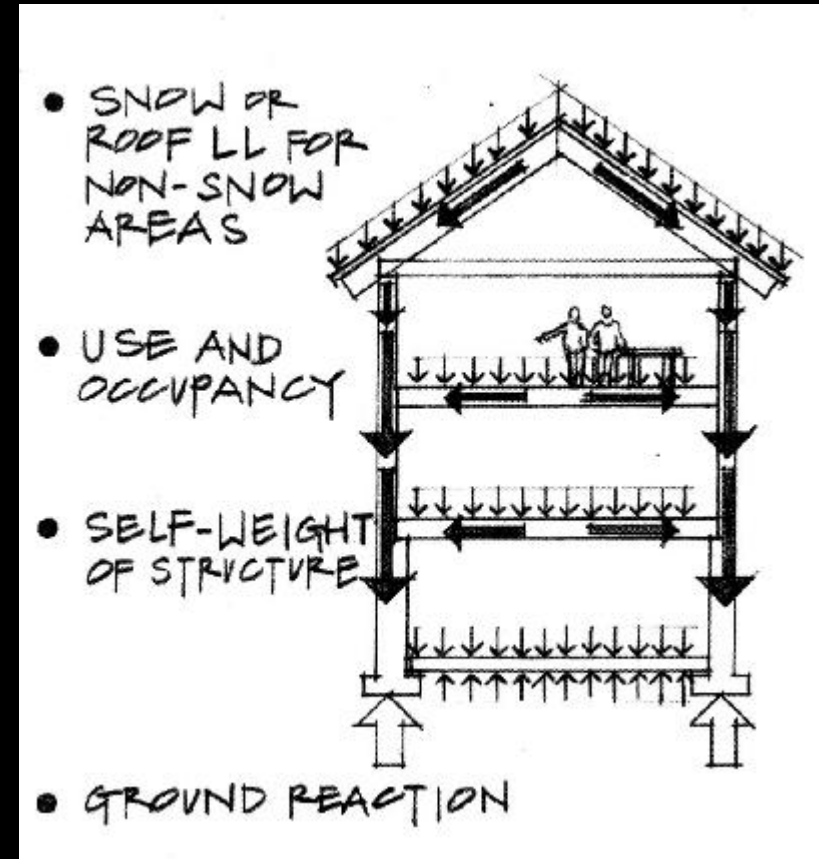 • SNOW OR
ROOF LL FOR
NON-SNOW
AREAS
• USE AND
OCCUPANCY
• SELF-WEIGHT
OF STRUCTURE
• GROUND REACTION